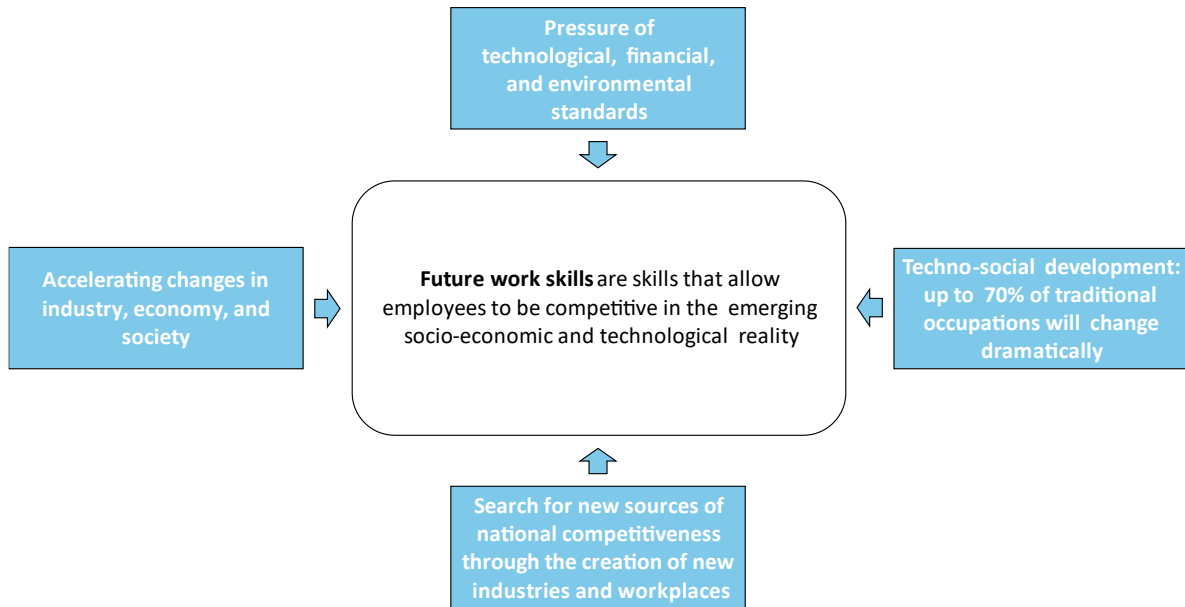 Pressure of
technological, financial,
and environmental
standards
Accelerating changes in
industry, economy, and
society
Future work skills are skills that allow
employees to be competitive in the emerging
socio-economic and technological reality
Techno-social development:
up to 70% of traditional
occupations will change
dramatically
Search for new sources of
national competitiveness
through the creation of new
industries and workplaces